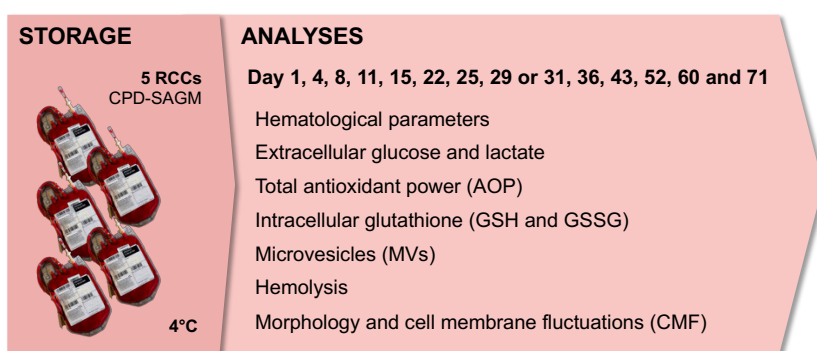 STORAGE
5 RCCs
CPD-SAGM
4°C
ANALYSES
Day 1, 4, 8, 11, 15, 22, 25, 29 or 31, 36, 43, 52, 60 and 71
Hematological parameters
Extracellular glucose and lactate
Total antioxidant power (AOP)
Intracellular glutathione (GSH and GSSG)
Microvesicles (MVs)
Hemolysis
Morphology and cell membrane fluctuations (CMF)